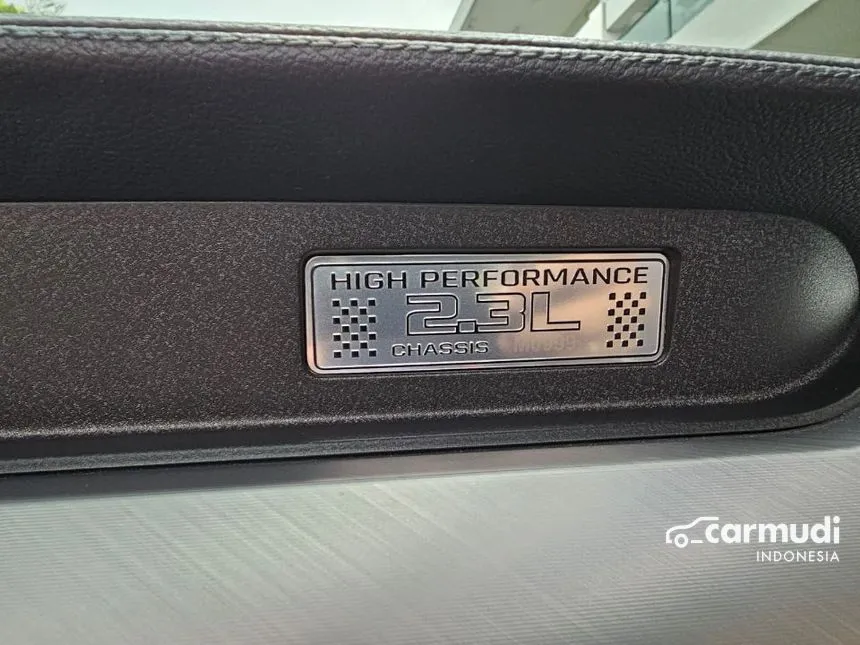 HIGH PERFORMANCE
2.3L
CHASSIS
carmudi
INDONESIA